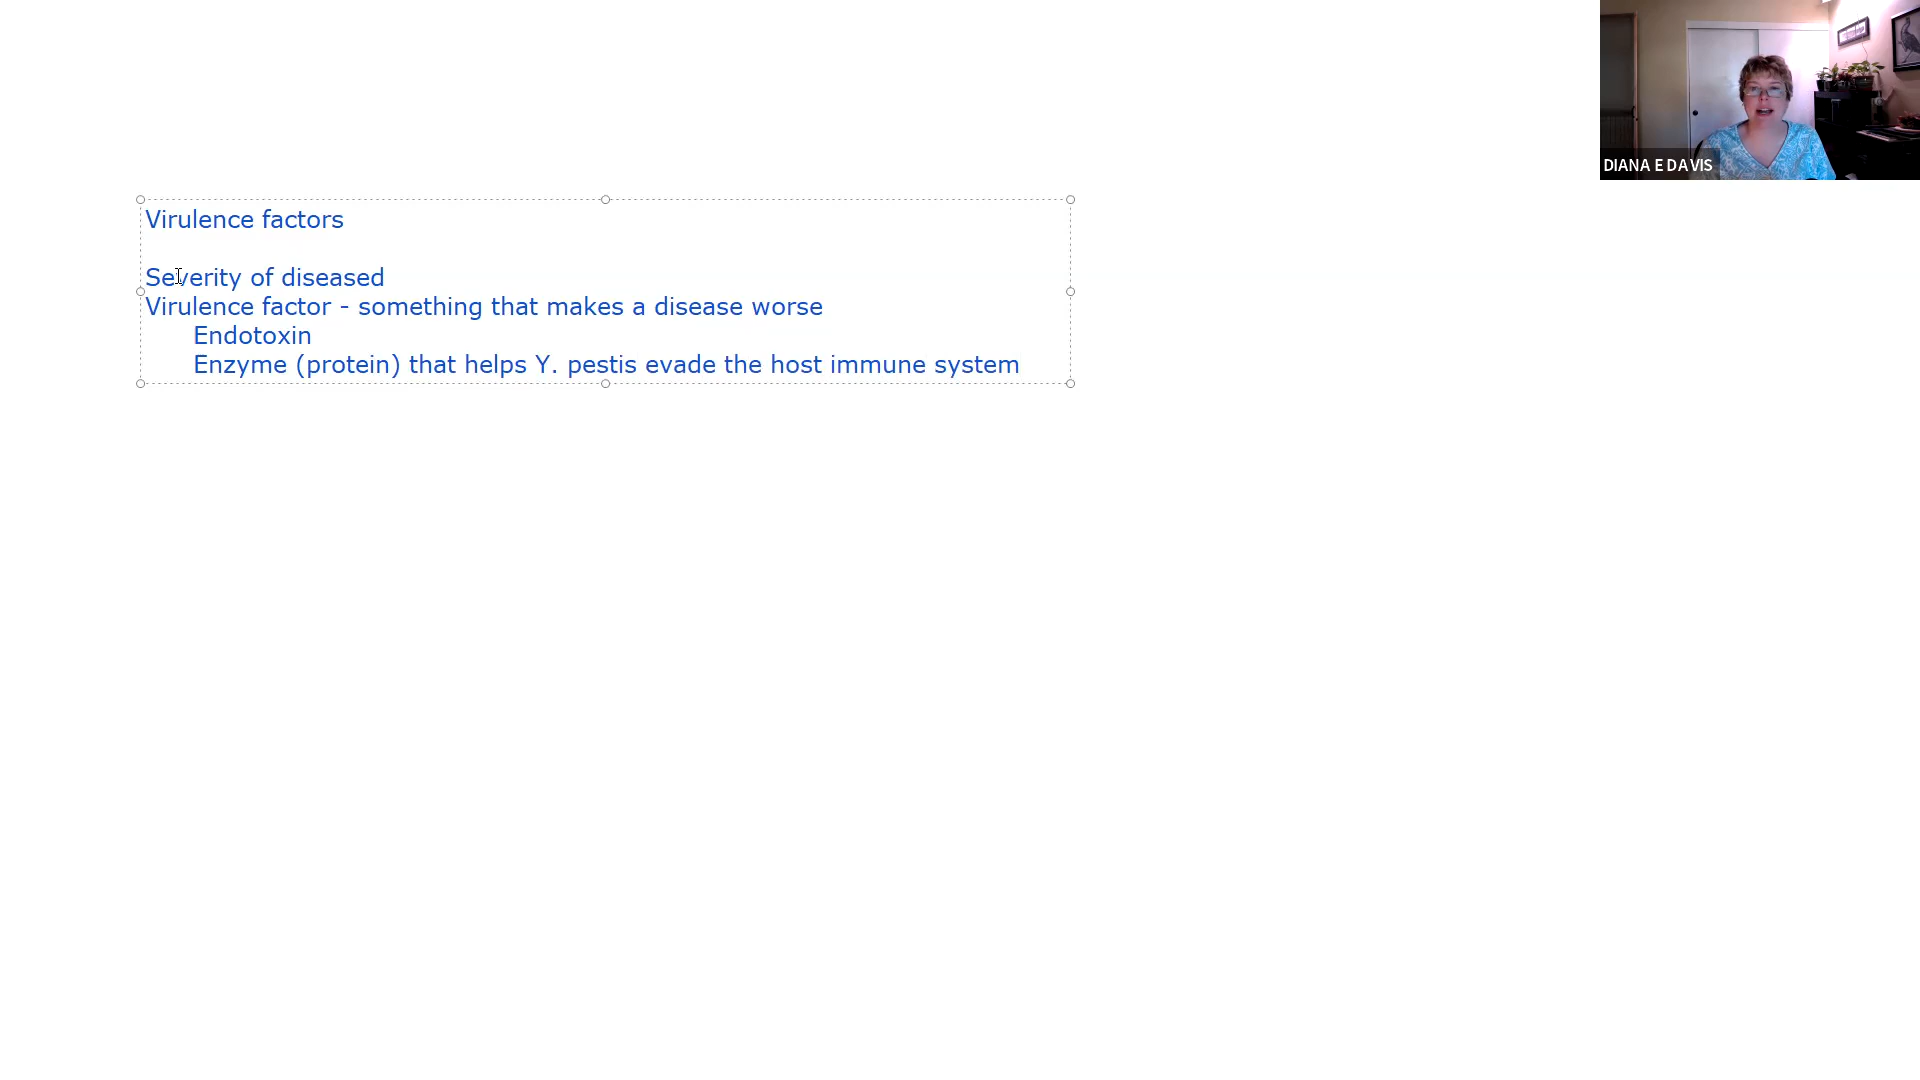 DIANA E DAVIS
Virulence factors
Severity of diseased
Virulence factor - something that makes a disease worse
Endotoxin
Enzyme (protein) that helps Y. pestis evade the host immune system